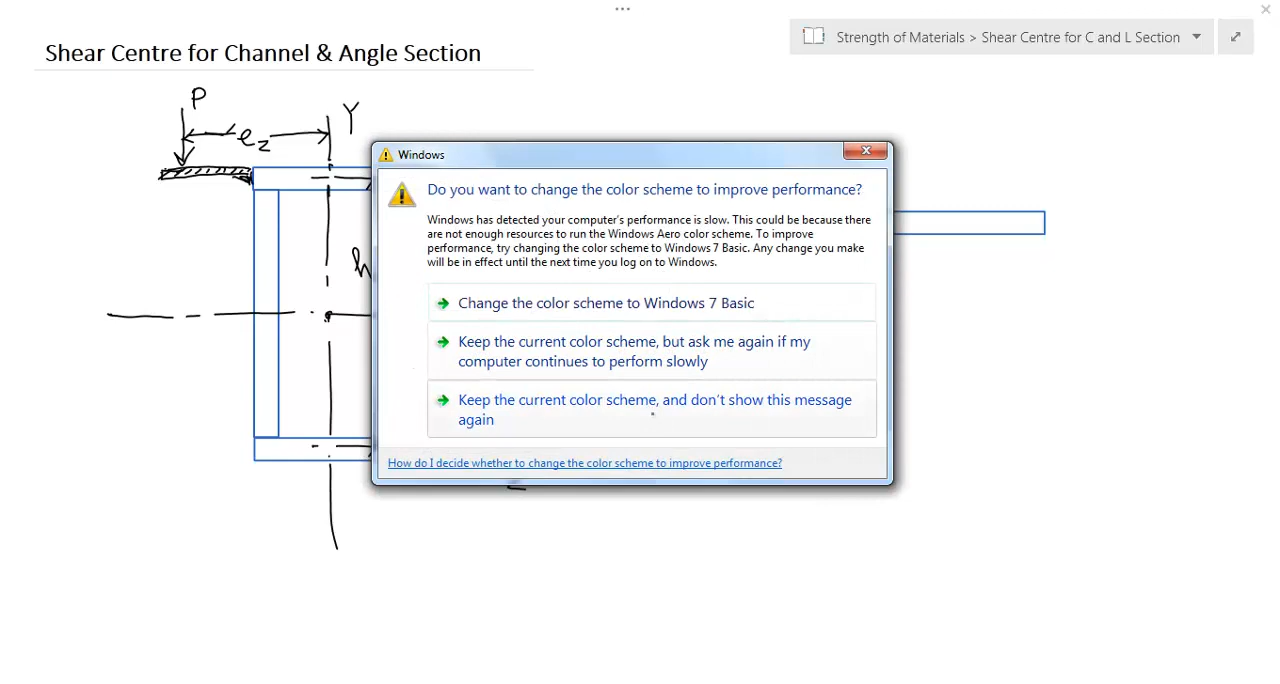 Strength of Materials > Shear Centre for C and L Section
Shear Centre for Channel & Angle Section
P
Y
e_z
Windows
Do you want to change the color scheme to improve performance?
Windows has detected your computer's performance is slow. This could be because there
are not enough resources to run the Windows Aero color scheme. To improve
performance, try changing the color scheme to Windows 7 Basic. Any change you make
will be in effect until the next time you log on to Windows.
h
Change the color scheme to Windows 7 Basic
Keep the current color scheme, but ask me again if my
computer continues to perform slowly
Keep the current color scheme, and don't show this message
again
How do I decide whether to change the color scheme to improve performance?